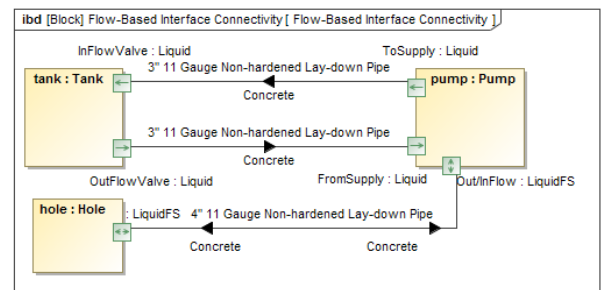 ibd [Block] Flow-Based Interface Connectivity [ Flow-Based Interface Connectivity ]
InFlowValve : Liquid
ToSupply : Liquid
3" 11 Gauge Non-hardened Lay-down Pipe
tank : Tank
pump : Pump
Concrete
3" 11 Gauge Non-hardened Lay-down Pipe
Concrete
OutFlowValve : Liquid
FromSupply : Liquid
Out/InFlow : LiquidFS
hole : Hole
: LiquidFS
4" 11 Gauge Non-hardened Lay-down Pipe
Concrete
Concrete